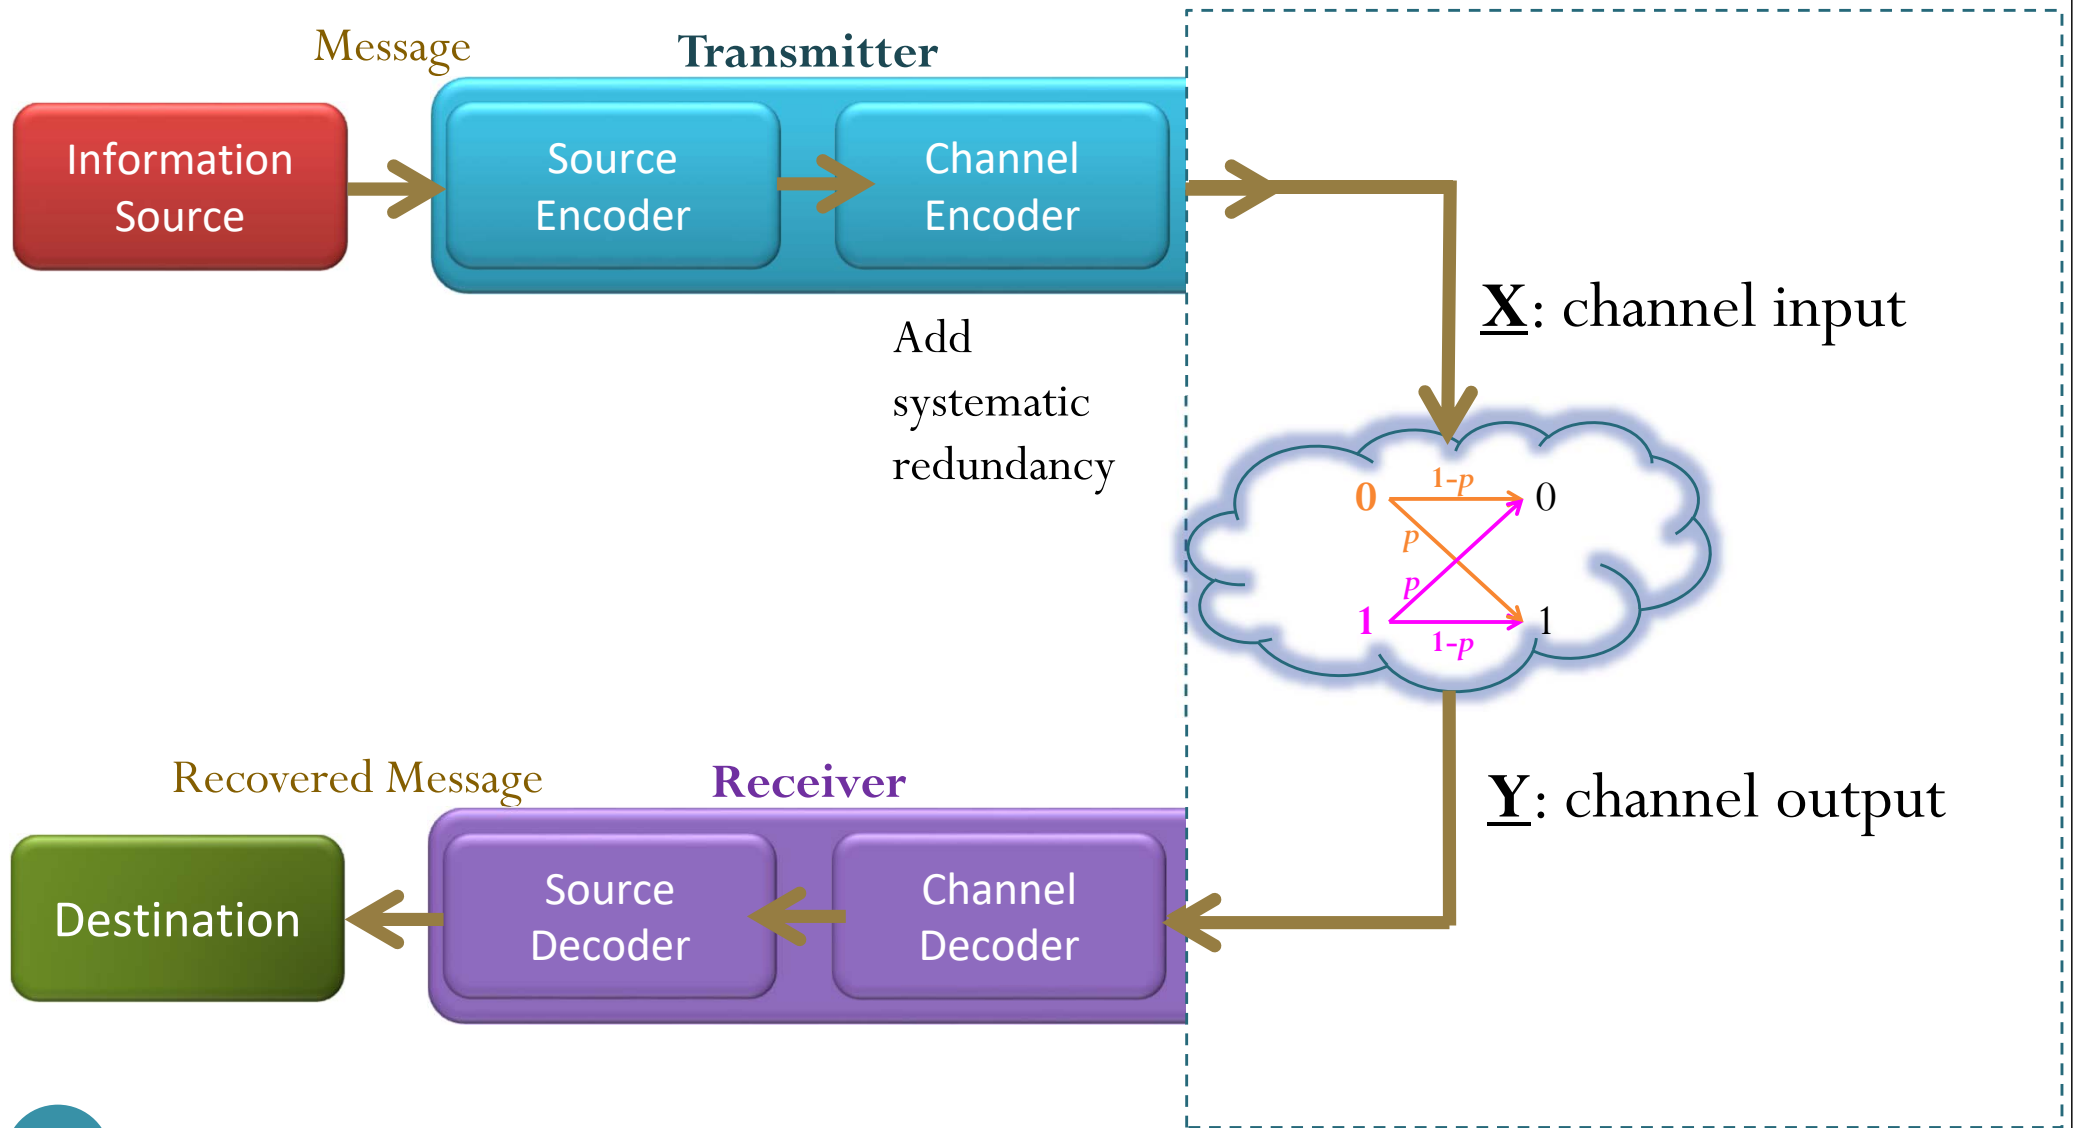 Message
Transmitter
Information
Source
Source
Encoder
Channel
Encoder
Add
systematic
redundancy
X: channel input
0 1-p 0
p
p
1 1-p 1
Y: channel output
Recovered Message
Receiver
Destination
Source
Decoder
Channel
Decoder